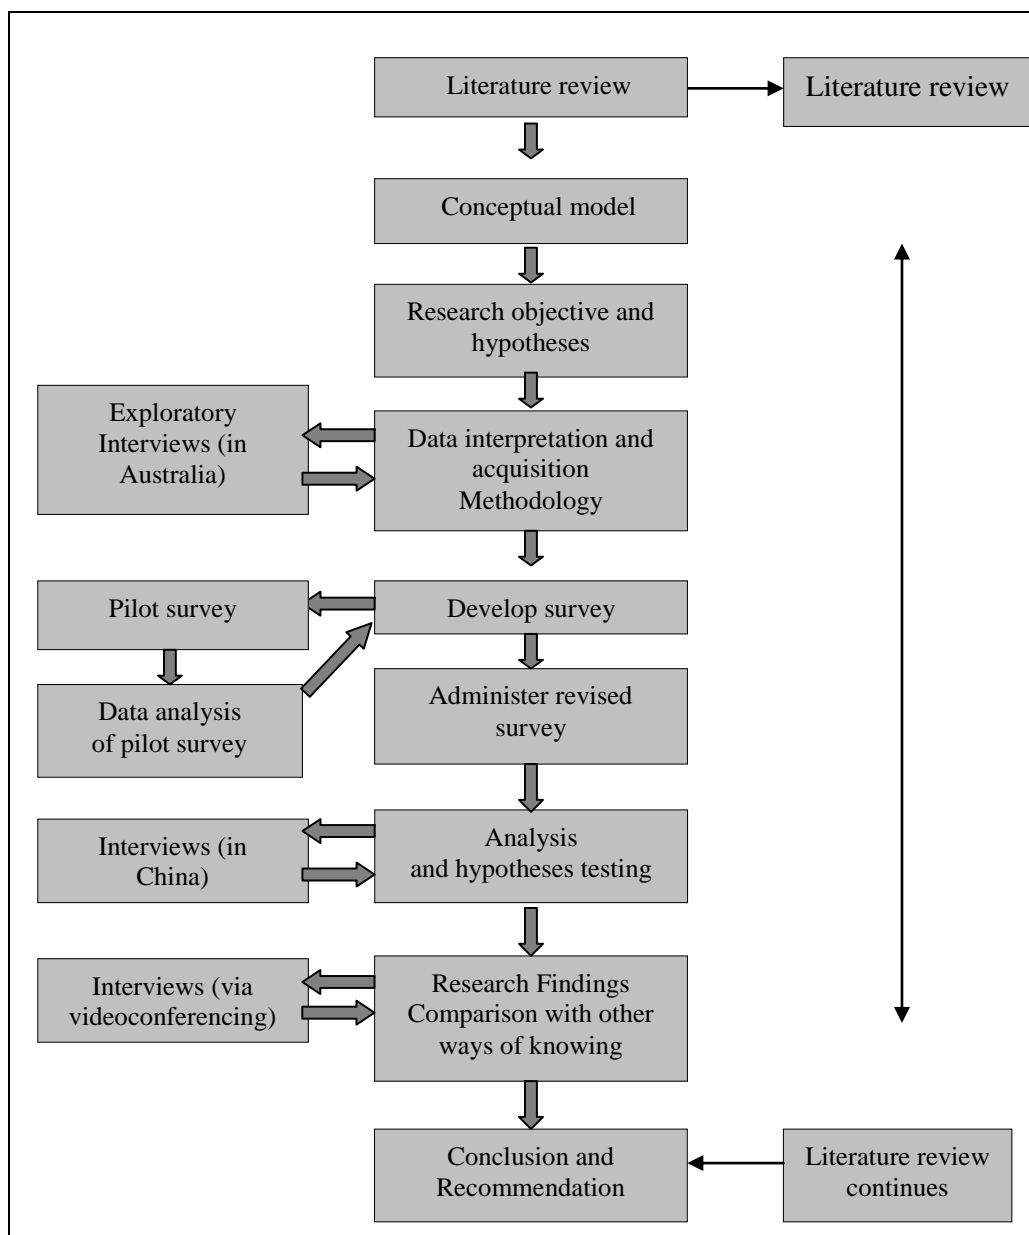 Literature review
Literature review
Conceptual model
Research objective and
hypotheses
Exploratory
Interviews (in
Australia)
Data interpretation and
acquisition
Methodology
Pilot survey
Develop survey
Data analysis
of pilot survey
Administer revised
survey
Interviews (in
China)
Analysis
and hypotheses testing
Interviews (via
videoconferencing)
Research Findings
Comparison with other
ways of knowing
Conclusion and
Recommendation
Literature review
continues